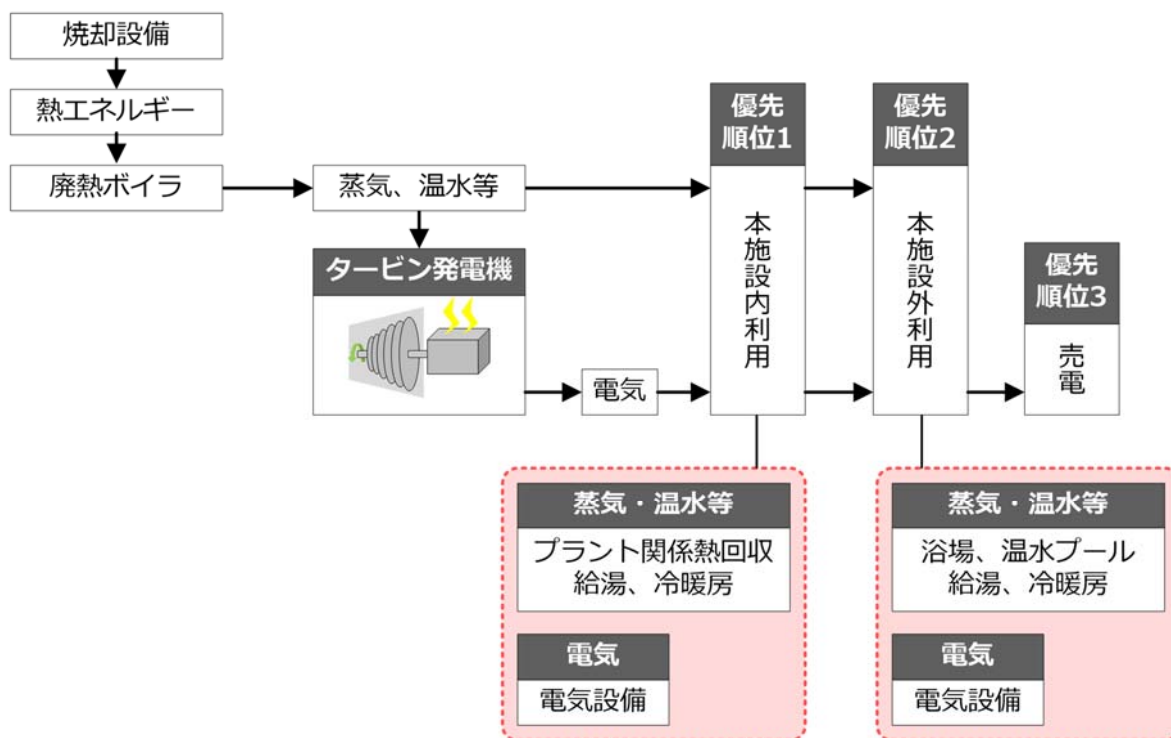 焼却設備
熱エネルギー
廃熱ボイラ
蒸気、温水等
タービン発電機
電気
優先
順位1
本施設内利用
優先
順位2
本施設外利用
優先
順位3
売電
蒸気・温水等
プラント関係熱回収
給湯、冷暖房
電気
電気設備
蒸気・温水等
浴場、温水プール
給湯、冷暖房
電気
電気設備